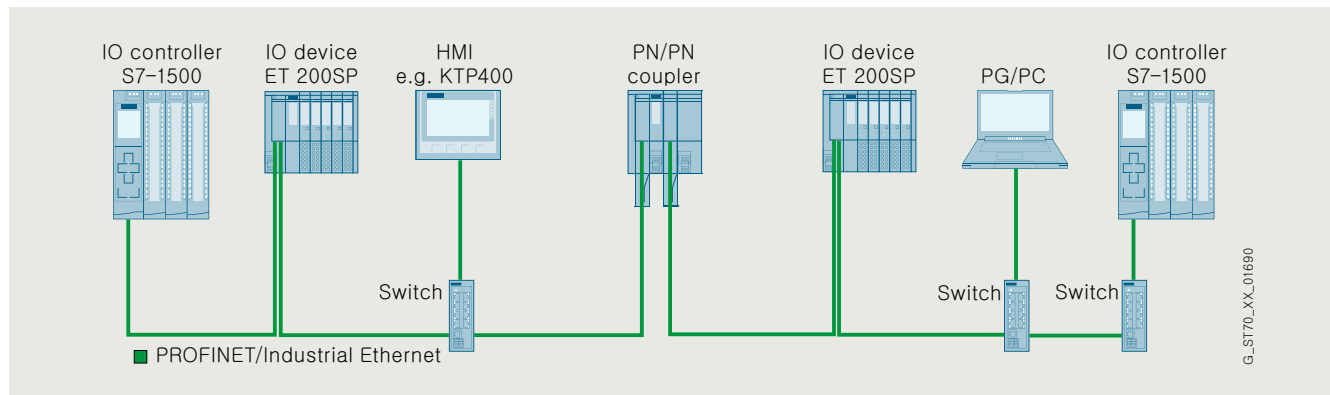 IO controller
S7-1500
IO device
ET 200SP
HMI
e.g. KTP400
PN/PN
coupler
IO device
ET 200SP
PG/PC
IO controller
S7-1500
Switch
Switch
Switch
PROFINET/Industrial Ethernet
G_ST70_XX_01690